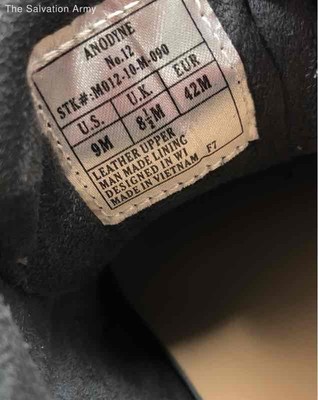 The Salvation Army
ANODYNE
No.12
STK#:M012-10-M-090
U.S. U.K. EUR
9M 8½M 42M
LEATHER UPPER
MAN MADE LINING
DESIGNED IN WI
MADE IN VIETNAM F7